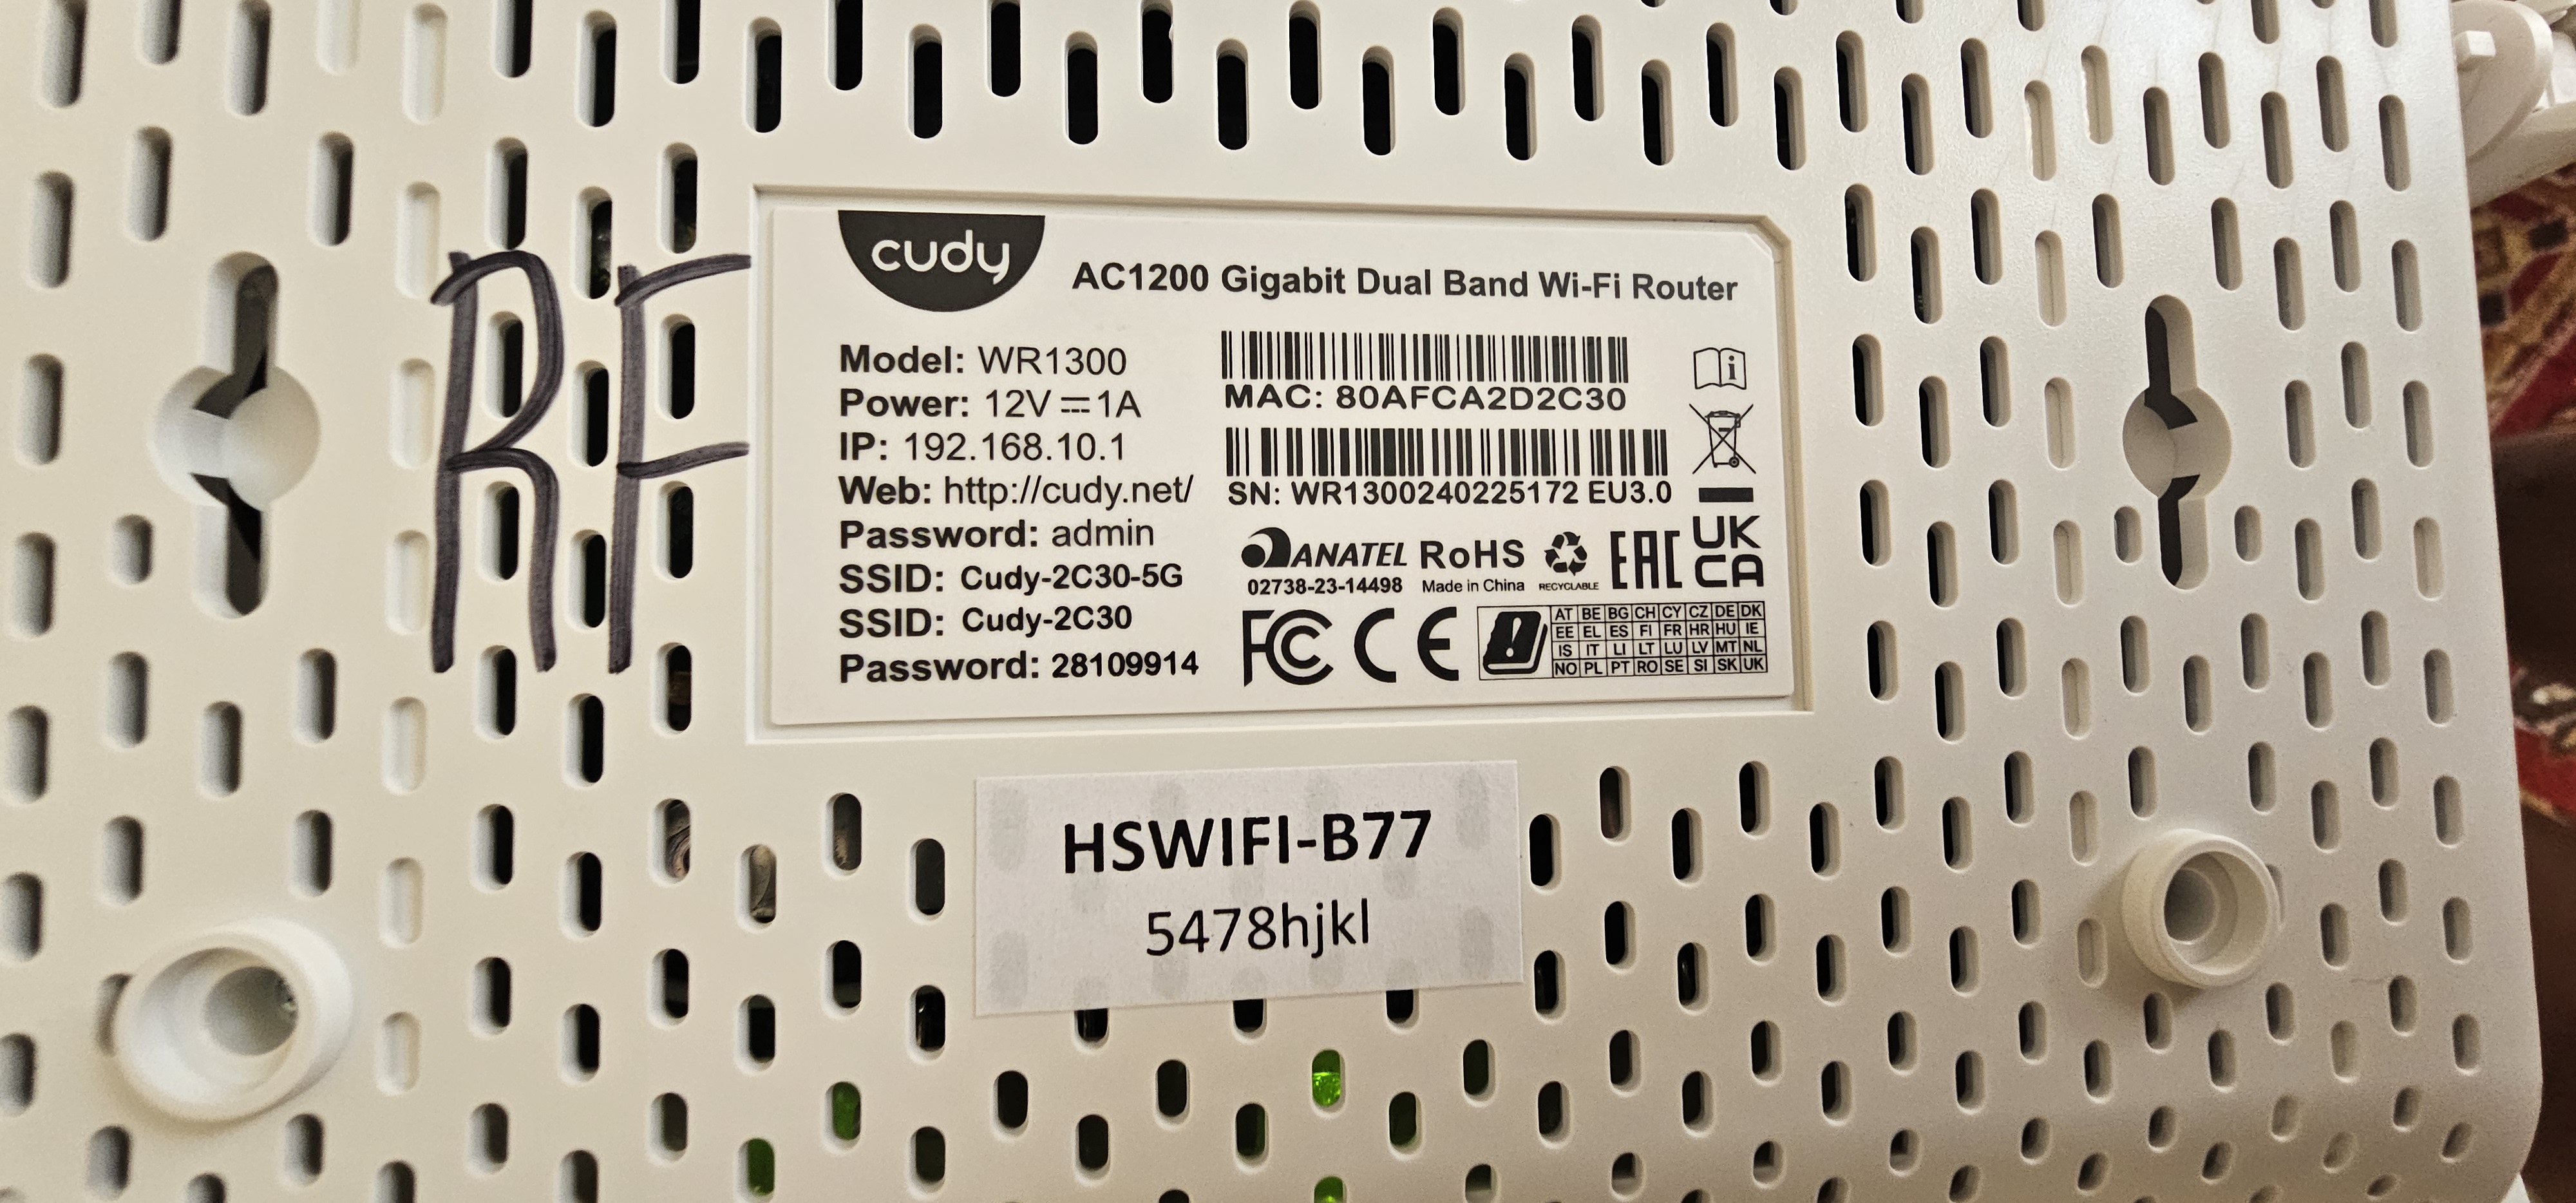 RF
cudy
AC1200 Gigabit Dual Band Wi-Fi Router
Model: WR1300
Power: 12V⎓1A
IP: 192.168.10.1
Web: http://cudy.net/
Password: admin
SSID: Cudy-2C30-5G
SSID: Cudy-2C30
Password: 28109914
MAC: 80AFCA2D2C30
SN: WR1300240225172 EU3.0
ANATEL RoHS EAC UK CA
02738-23-14498 Made in China RECYCLABLE
FC CE
AT BE BG CH CY CZ DE DK
EE EL ES FI FR HR HU IE
IS IT LI LT LU LV MT NL
NO PL PT RO SE SI SK UK
HSWIFI-B77
5478hjkl